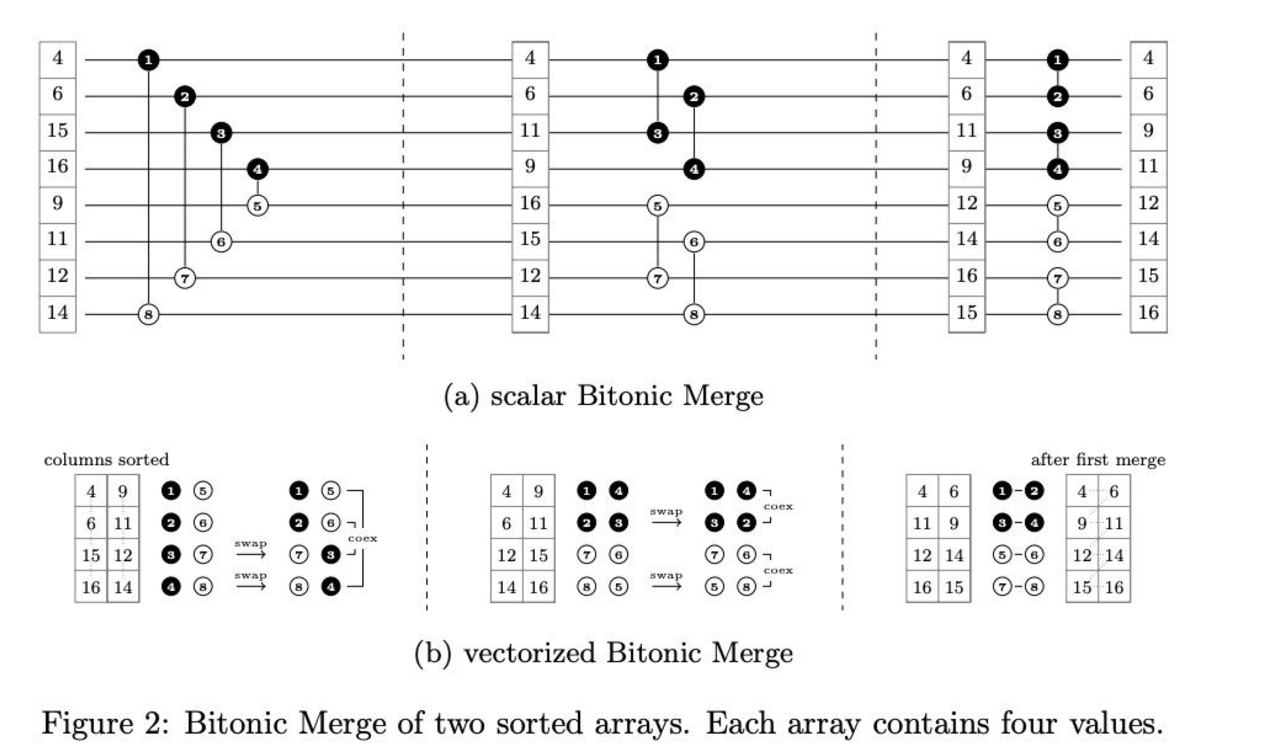 4 1 4 1 4 1 4
6 2 6 2 6 2 6
15 3 11 3 11 3 9
16 4 9 4 9 4 11
9 5 16 5 12 5 12
11 6 15 6 14 6 14
12 7 12 7 16 7 15
14 8 14 8 15 8 16
(a) scalar Bitonic Merge
columns sorted
4 9 1 5 1 5
6 11 2 6 2 6
coex
15 12 3 7 swap 7 3
16 14 4 8 swap 8 4
4 9 1 4 1 4
coex
6 11 2 3 swap 3 2
12 15 7 6 7 6
coex
14 16 8 5 swap 5 8
after first merge
4 6 1 2 4 6
11 9 3 4 9 11
12 14 5 6 12 14
16 15 7 8 15 16
(b) vectorized Bitonic Merge
Figure 2: Bitonic Merge of two sorted arrays. Each array contains four values.